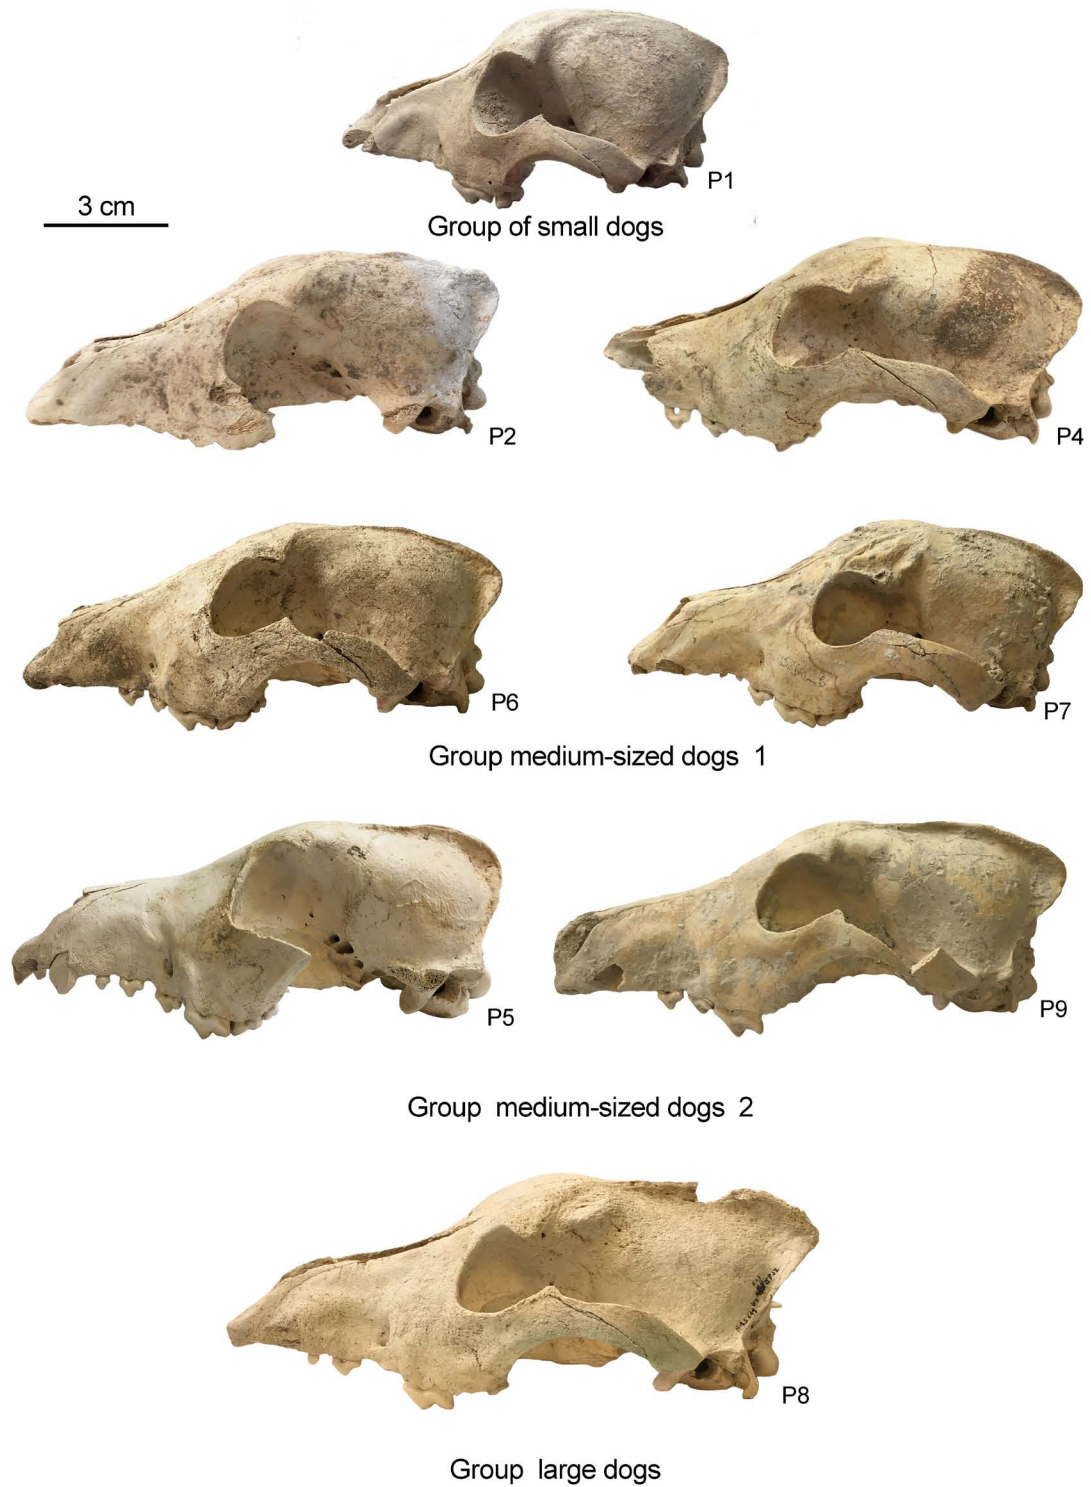 P1
3 cm
Group of small dogs
P2
P4
P6
P7
Group medium-sized dogs 1
P5
P9
Group medium-sized dogs 2
P8
Group large dogs